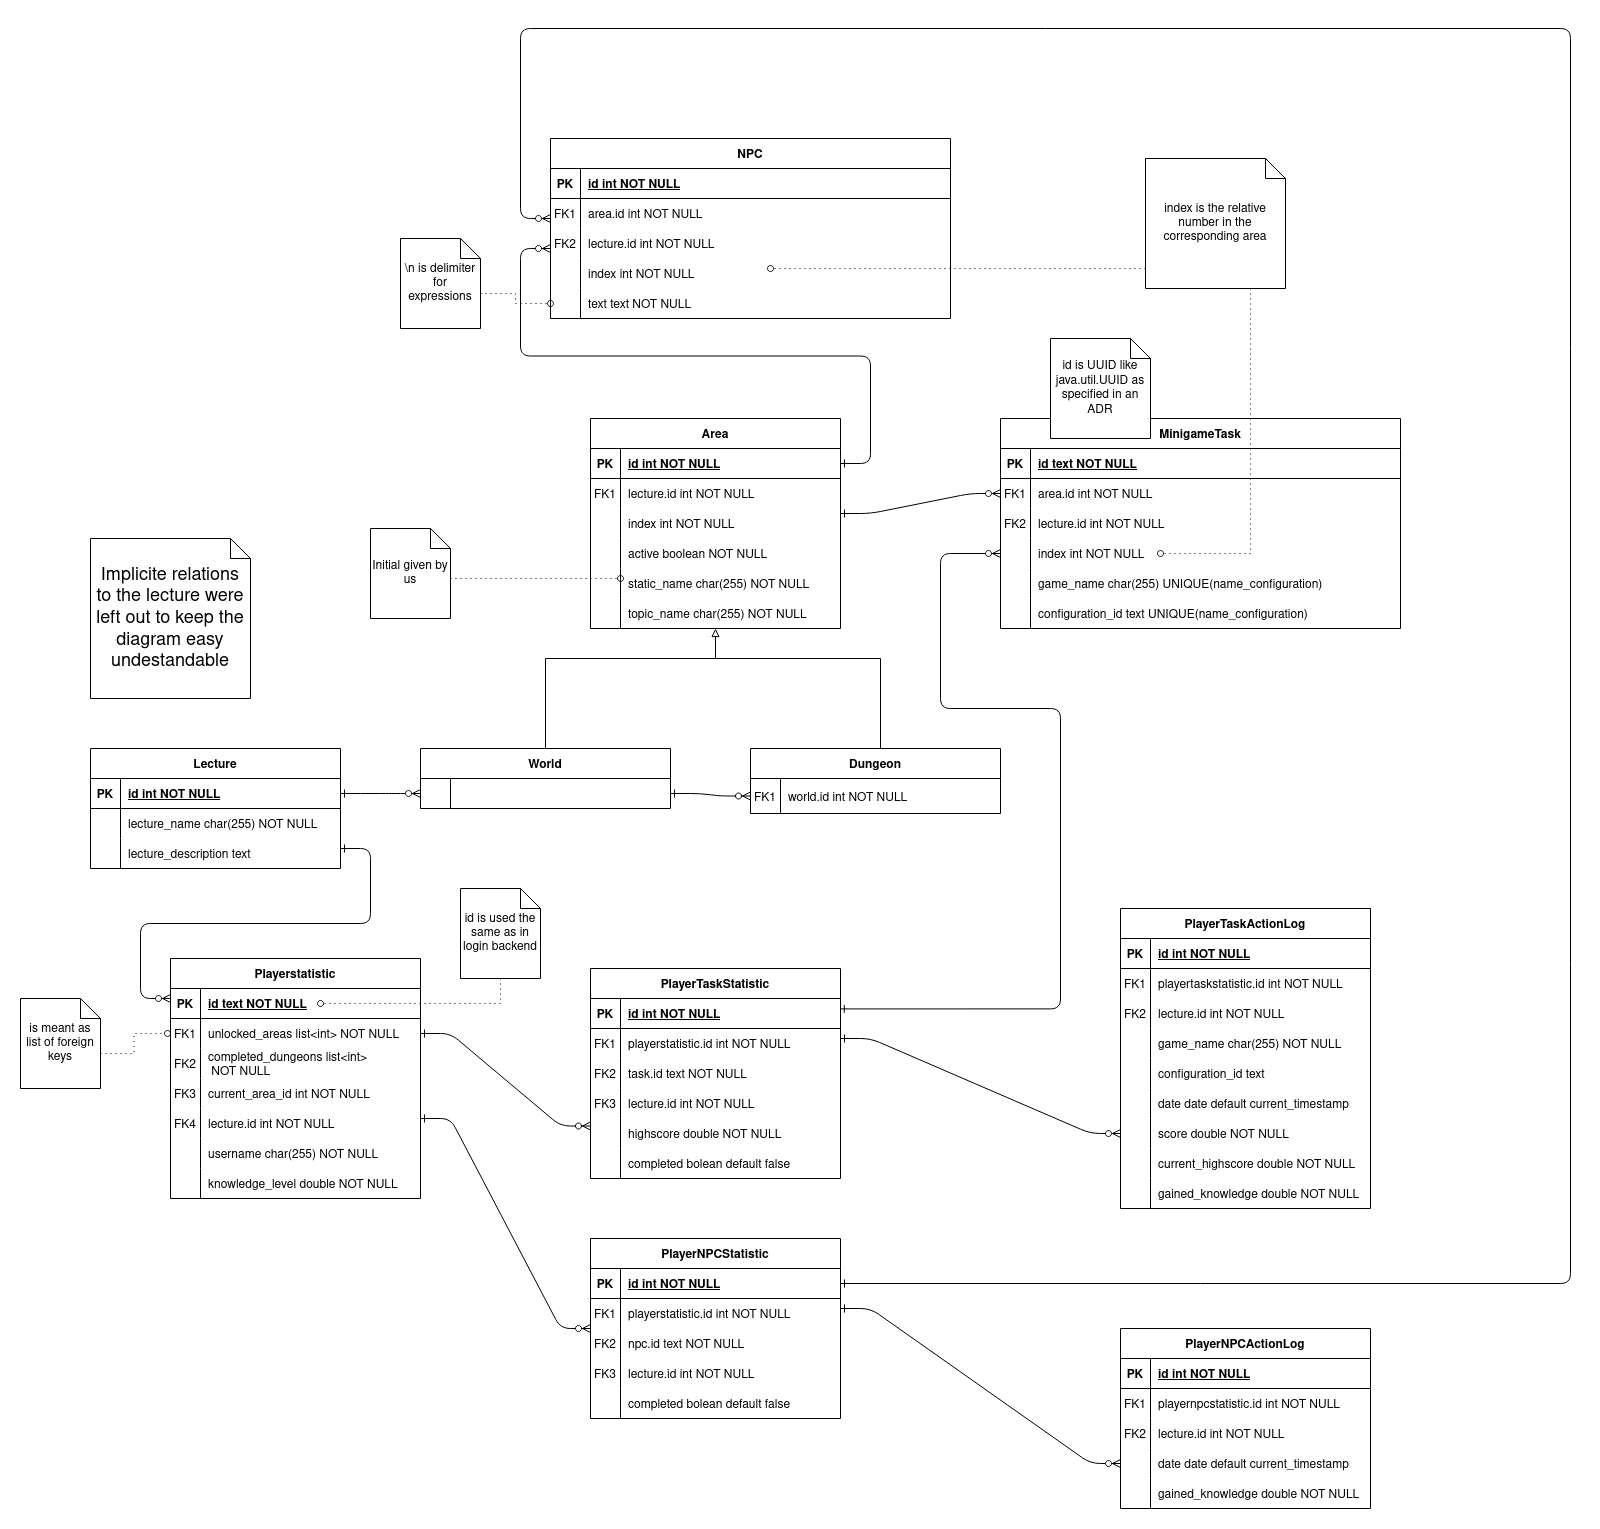 NPC
PK id int NOT NULL
FK1 area.id int NOT NULL
FK2 lecture.id int NOT NULL
index int NOT NULL
text text NOT NULL
index is the relative
number in the
corresponding area
\n is delimiter
for
expressions
id is UUID like
java.util.UUID as
specified in an
ADR
Area
PK id int NOT NULL
FK1 lecture.id int NOT NULL
index int NOT NULL
active boolean NOT NULL
static_name char(255) NOT NULL
topic_name char(255) NOT NULL
MinigameTask
PK id text NOT NULL
FK1 area.id int NOT NULL
FK2 lecture.id int NOT NULL
index int NOT NULL
game_name char(255) UNIQUE(name_configuration)
configuration_id text UNIQUE(name_configuration)
Initial given by
us
Implicite relations
to the lecture were
left out to keep the
diagram easy
undestandable
Lecture
PK id int NOT NULL
lecture_name char(255) NOT NULL
lecture_description text
World
Dungeon
FK1 world.id int NOT NULL
id is used the
same as in
login backend
is meant as
list of foreign
keys
Playerstatistic
PK id text NOT NULL
FK1 unlocked_areas list<int> NOT NULL
FK2 completed_dungeons list<int>
NOT NULL
FK3 current_area_id int NOT NULL
FK4 lecture.id int NOT NULL
username char(255) NOT NULL
knowledge_level double NOT NULL
PlayerTaskStatistic
PK id int NOT NULL
FK1 playerstatistic.id int NOT NULL
FK2 task.id text NOT NULL
FK3 lecture.id int NOT NULL
highscore double NOT NULL
completed bolean default false
PlayerTaskActionLog
PK id int NOT NULL
FK1 playertaskstatistic.id int NOT NULL
FK2 lecture.id int NOT NULL
game_name char(255) NOT NULL
configuration_id text
date date default current_timestamp
score double NOT NULL
current_highscore double NOT NULL
gained_knowledge double NOT NULL
PlayerNPCStatistic
PK id int NOT NULL
FK1 playerstatistic.id int NOT NULL
FK2 npc.id text NOT NULL
FK3 lecture.id int NOT NULL
completed bolean default false
PlayerNPCActionLog
PK id int NOT NULL
FK1 playernpcstatistic.id int NOT NULL
FK2 lecture.id int NOT NULL
date date default current_timestamp
gained_knowledge double NOT NULL